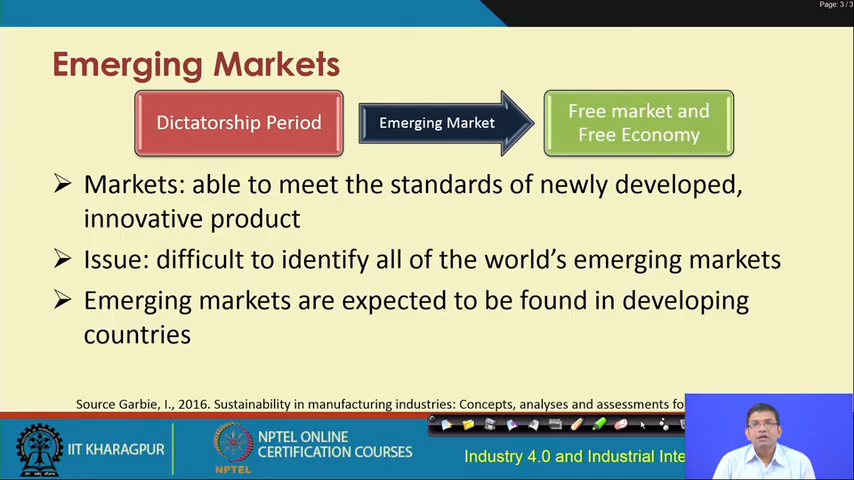 Page: 3 / 3
Emerging Markets
Dictatorship Period
Emerging Market
Free market and
Free Economy
Markets: able to meet the standards of newly developed,
innovative product
Issue: difficult to identify all of the world's emerging markets
Emerging markets are expected to be found in developing
countries
Source Garbie, I., 2016. Sustainability in manufacturing industries: Concepts, analyses and assessments
IIT KHARAGPUR
NPTEL
NPTEL ONLINE
CERTIFICATION COURSES
Industry 4.0 and Industrial